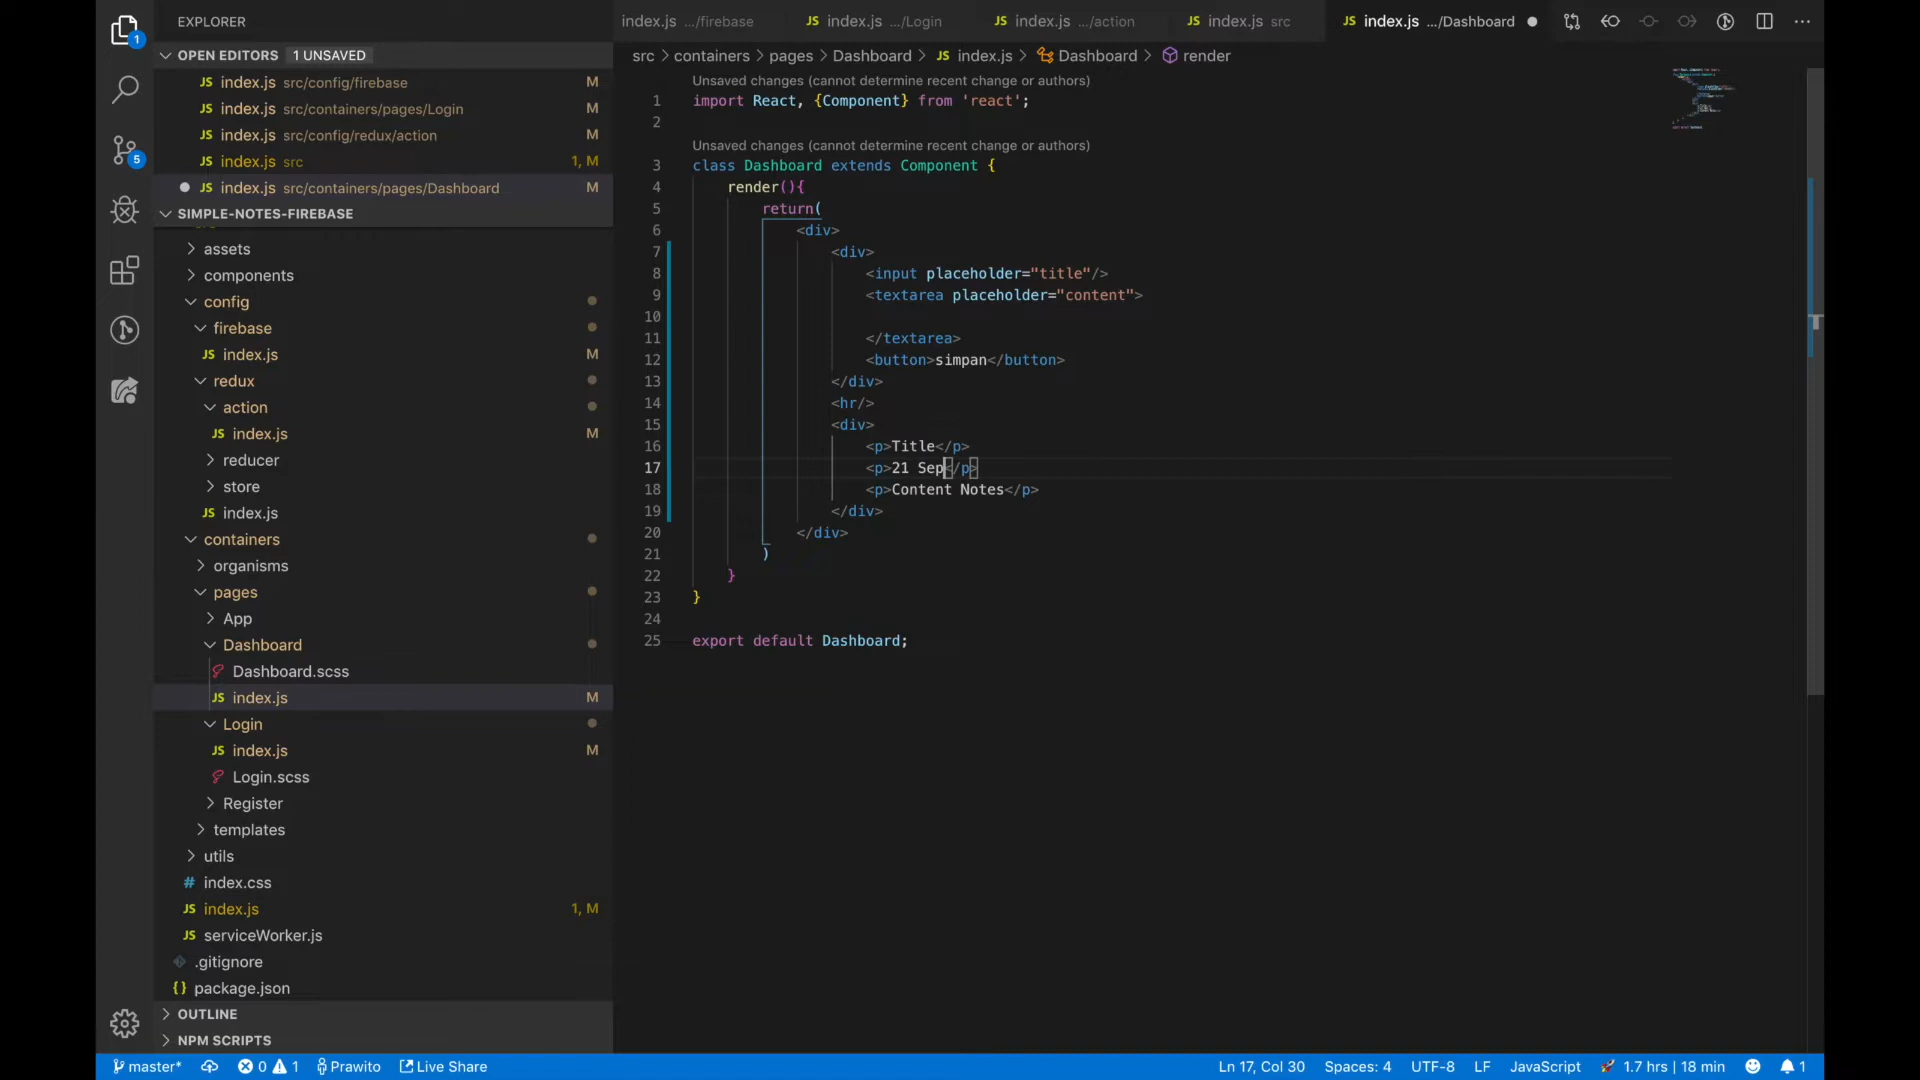 EXPLORER
OPEN EDITORS 1 UNSAVED
JS index.js src/config/firebase M
JS index.js src/containers/pages/Login M
JS index.js src/config/redux/action M
JS index.js src 1, M
JS index.js src/containers/pages/Dashboard M
SIMPLE-NOTES-FIREBASE
assets
components
config
firebase
JS index.js M
redux
action
JS index.js M
reducer
store
JS index.js
containers
organisms
pages
App
Dashboard
Dashboard.scss
JS index.js M
Login
JS index.js M
Login.scss
Register
templates
utils
# index.css
JS index.js 1, M
JS serviceWorker.js
.gitignore
{} package.json
OUTLINE
NPM SCRIPTS
1
5
index.js .../firebase JS index.js .../Login JS index.js .../action JS index.js src JS index.js .../Dashboard
src > containers > pages > Dashboard > JS index.js > Dashboard > render
Unsaved changes (cannot determine recent change or authors)
1 import React, {Component} from 'react';
2
Unsaved changes (cannot determine recent change or authors)
3 class Dashboard extends Component {
4 render(){
5 return(
6 <div>
7 <div>
8 <input placeholder="title"/>
9 <textarea placeholder="content">
10
11 </textarea>
12 <button>simpan</button>
13 </div>
14 <hr/>
15 <div>
16 <p>Title</p>
17 <p>21 Sep</p>
18 <p>Content Notes</p>
19 </div>
20 </div>
21 )
22 }
23 }
24
25 export default Dashboard;
master* 0 1 Prawito Live Share Ln 17, Col 30 Spaces: 4 UTF-8 LF JavaScript 1.7 hrs | 18 min 1